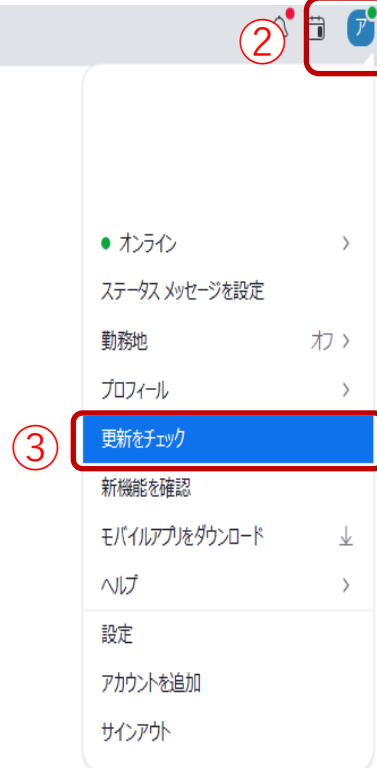 ②
ア
オンライン
ステータス メッセージを設定
勤務地 オフ
プロフィール
③ 更新をチェック
新機能を確認
モバイルアプリをダウンロード
ヘルプ
設定
アカウントを追加
サインアウト